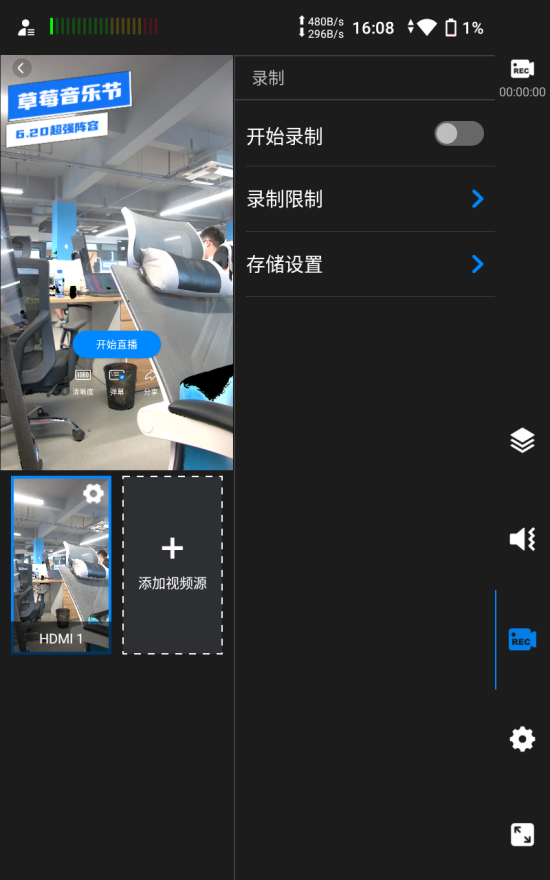 480B/s
296B/s
16:08
1%
REC
00:00:00
草莓音乐节
6.20超强阵容
录制
开始录制
录制限制
存储设置
开始直播
1080
清晰度
弹幕
分享
添加视频源
HDMI 1
REC